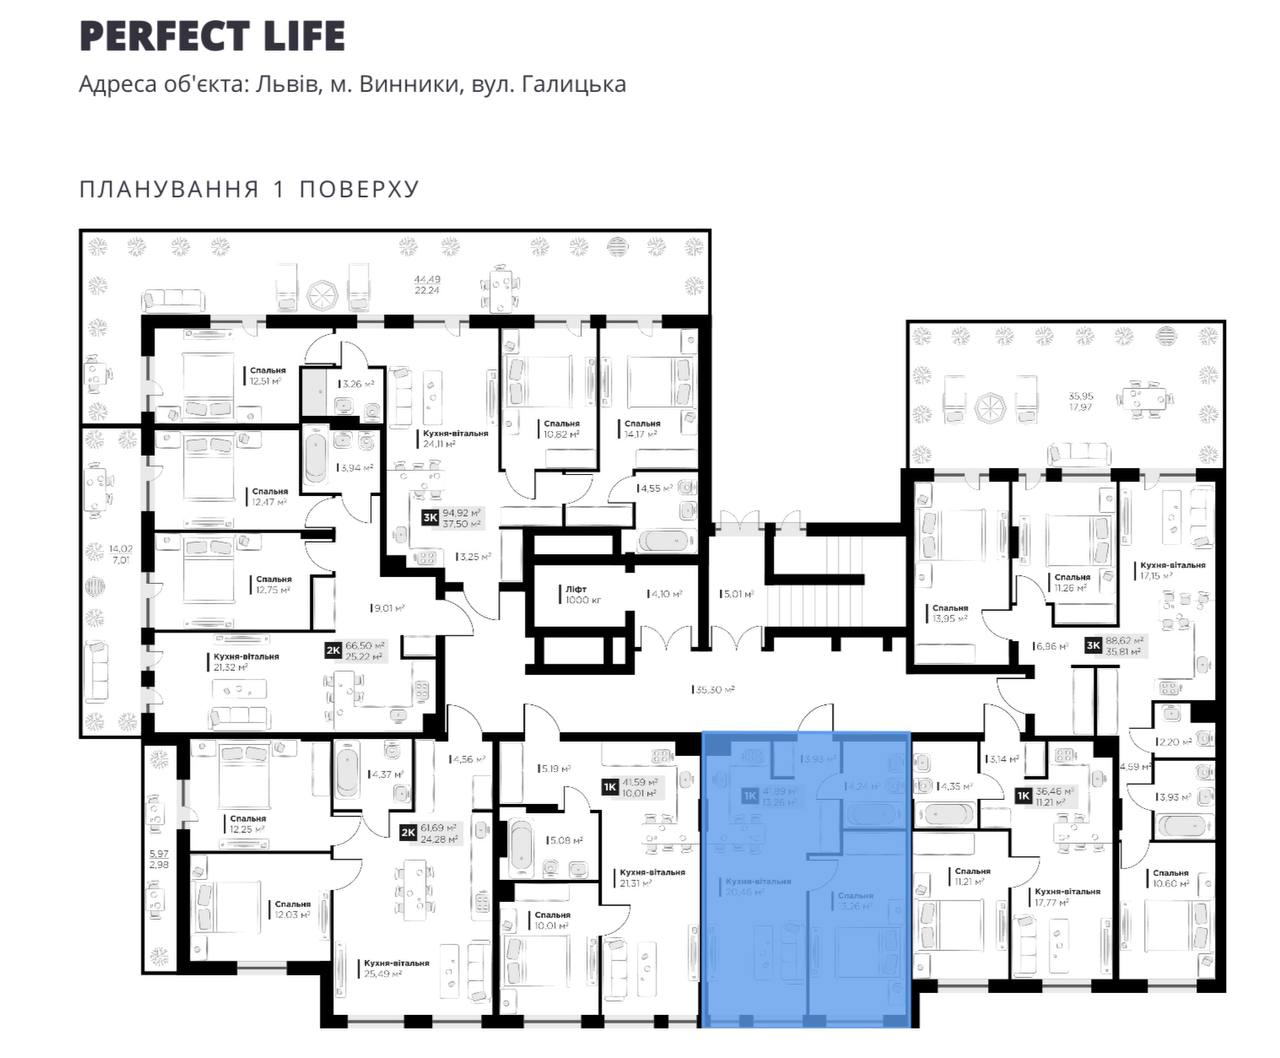 PERFECT LIFE
Адреса об'єкта: Львів, м. Винники, вул. Галицька
ПЛАНУВАННЯ 1 ПОВЕРХУ
44.49
22.24
Спальня
12.51 м²
3.26 м²
Кухня-вітальня
24,11 м²
Спальня
10,82 м²
Спальня
14,17 м²
35,95
17,97
Спальня
12,47 м²
3,94 м²
4,55 м²
3К
94,92 м²
37,50 м²
3,25 м²
14,02
7,01
Спальня
12,75 м²
9,01 м²
Ліфт
1000 кг
4,10 м²
15,01 м²
Спальня
13,95 м²
Спальня
11,26 м²
Кухня-вітальня
17,15 м²
6,96 м²
3К
88,62 м²
35,81 м²
2К
66,50 м²
25,22 м²
Кухня-вітальня
21,32 м²
35,30 м²
2,20 м²
4,59 м²
3,93 м²
4,37 м²
4,56 м²
5,19 м²
1К
41,59 м²
10,01 м²
3,93 м²
1К
41,89 м²
13,26 м²
4,24 м²
4,35 м²
3,14 м²
1К
36,46 м²
11,21 м²
Спальня
12,25 м²
2К
61,69 м²
24,28 м²
5,08 м²
5,97
2,98
Спальня
12,03 м²
Кухня-вітальня
21,31 м²
Кухня-вітальня
20,46 м²
Спальня
13,26 м²
Спальня
11,21 м²
Кухня-вітальня
17,77 м²
Спальня
10,60 м²
Спальня
10,01 м²
Кухня-вітальня
25,49 м²